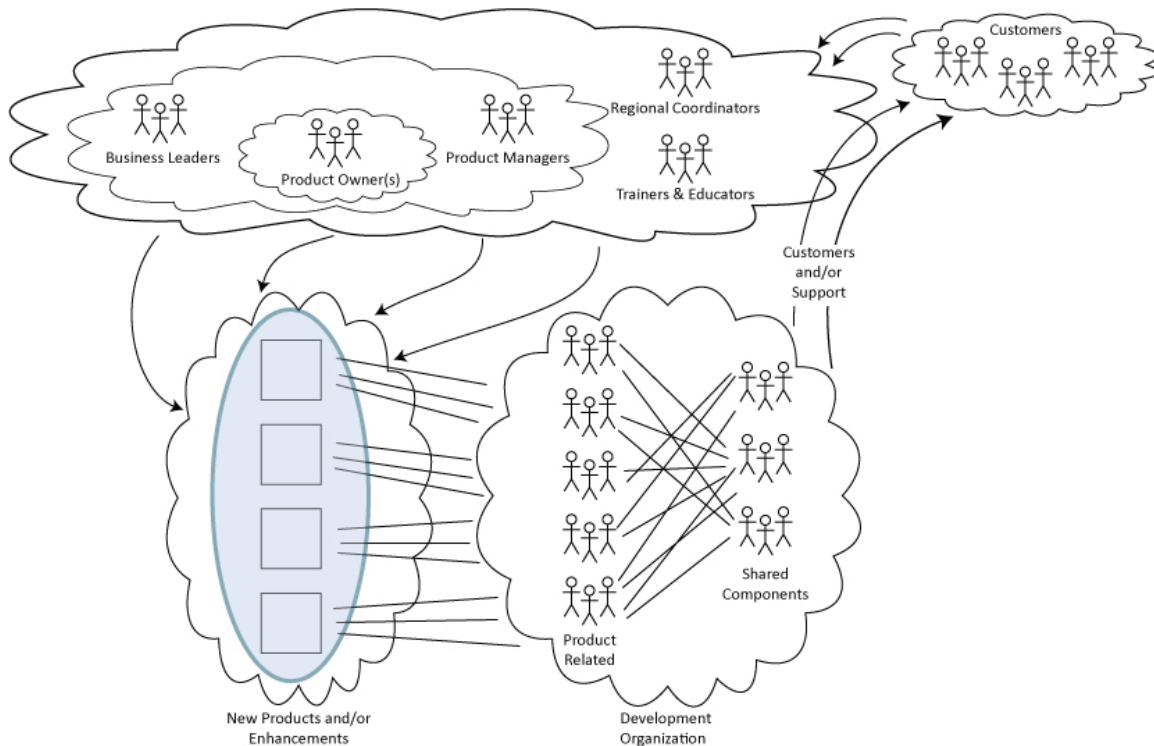 Customers
Regional Coordinators
Business Leaders
Product Managers
Product Owner(s)
Trainers & Educators
Customers
and/or
Support
Shared
Components
Product
Related
New Products and/or
Enhancements
Development
Organization